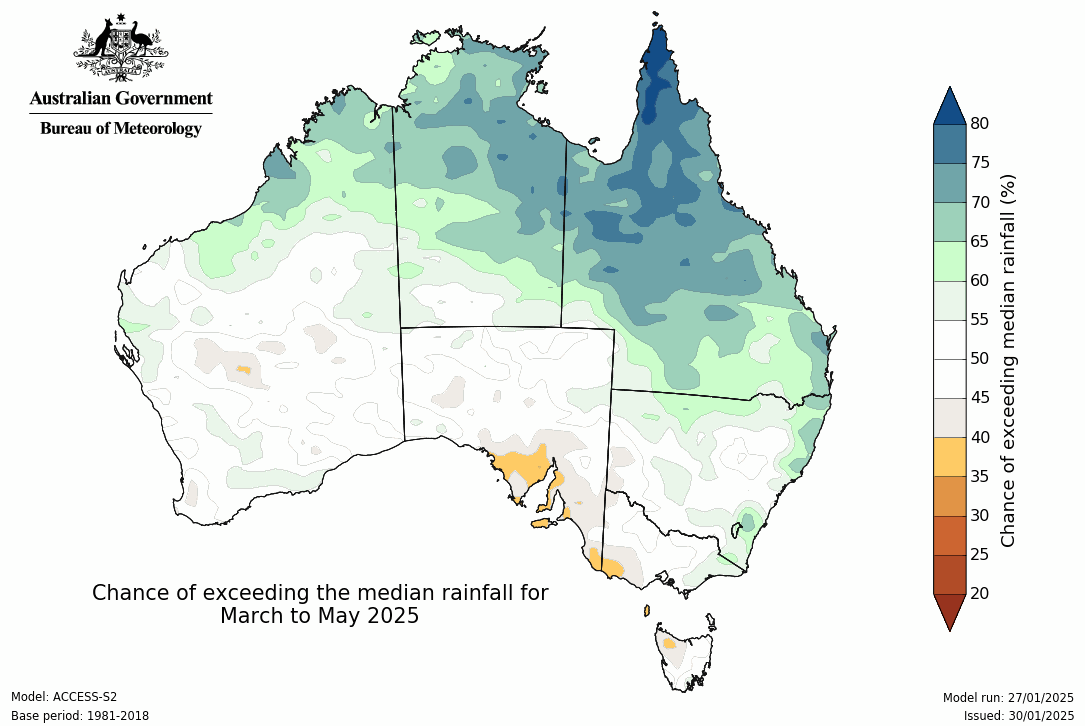 Australian Government
Bureau of Meteorology
80
75
70
65
60
55
50
45
40
35
30
25
20
Chance of exceeding median rainfall (%)
Chance of exceeding the median rainfall for
March to May 2025
Model: ACCESS-S2
Base period: 1981-2018
Model run: 27/01/2025
Issued: 30/01/2025